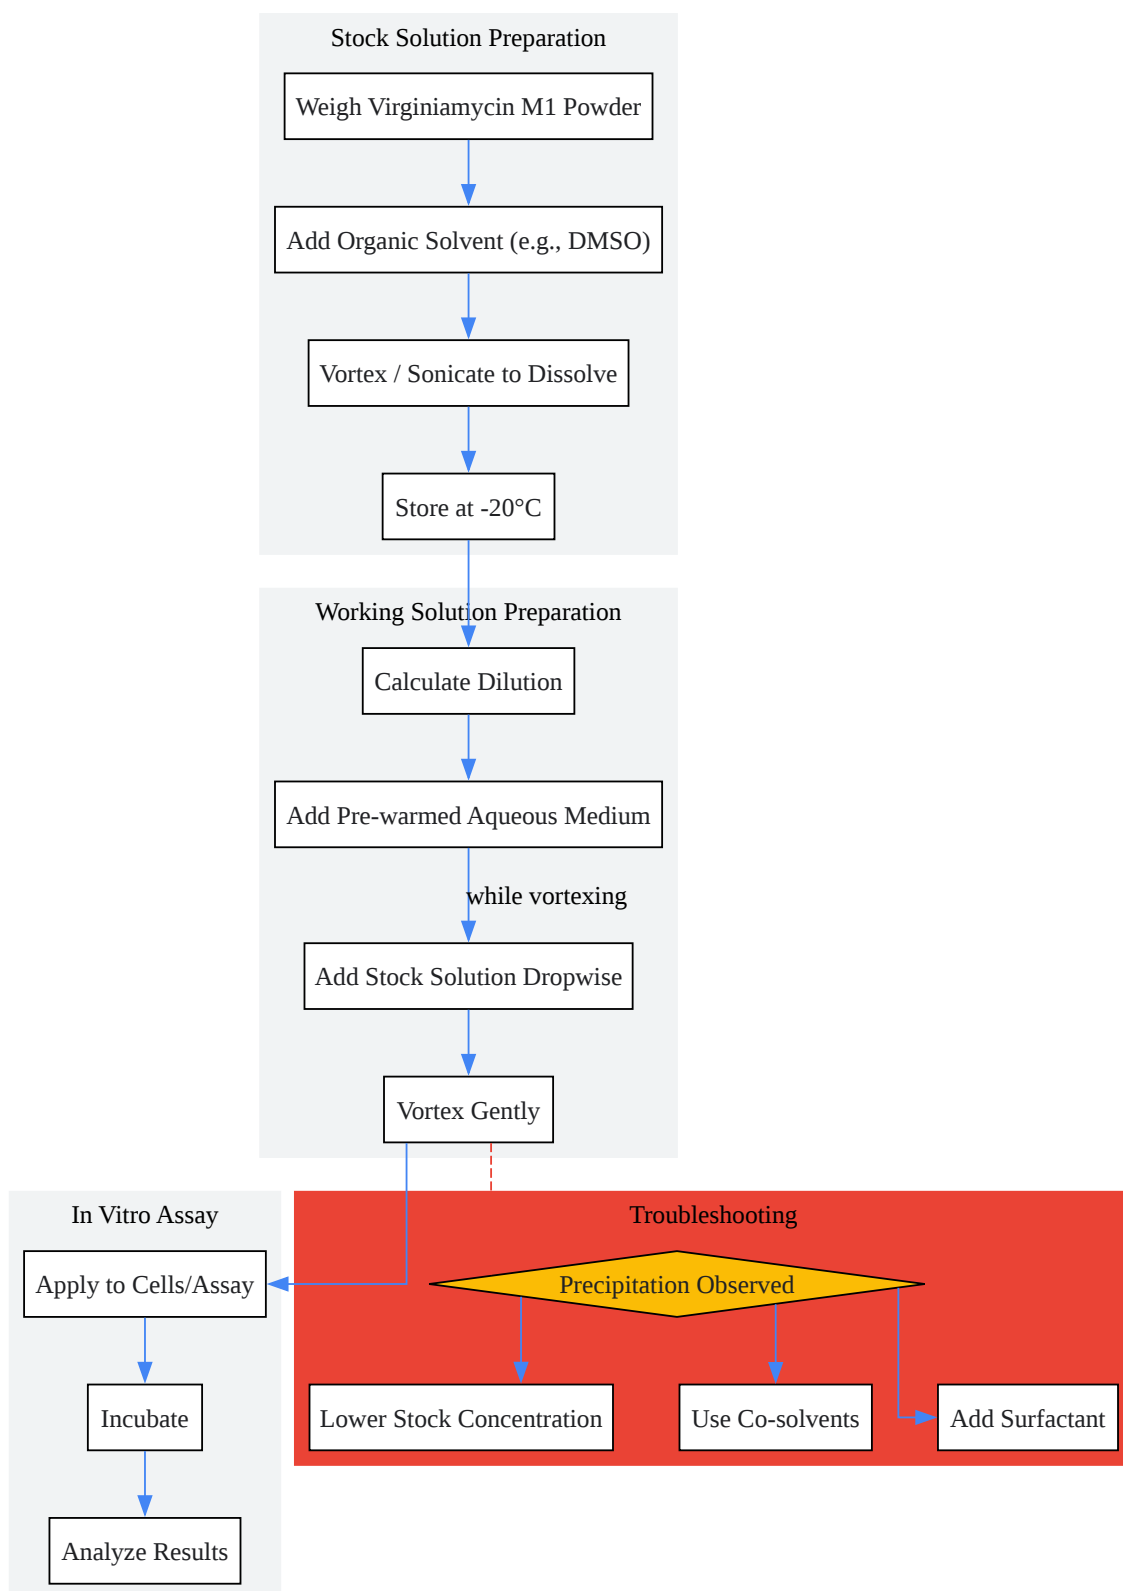 Stock Solution Preparation
Weigh Virginiamycin M1 Powder
Add Organic Solvent (e.g., DMSO)
Vortex / Sonicate to Dissolve
Store at -20°C
Working Solution Preparation
Calculate Dilution
Add Pre-warmed Aqueous Medium
while vortexing
Add Stock Solution Dropwise
Vortex Gently
In Vitro Assay
Apply to Cells/Assay
Incubate
Analyze Results
Troubleshooting
Precipitation Observed
Lower Stock Concentration
Use Co-solvents
Add Surfactant